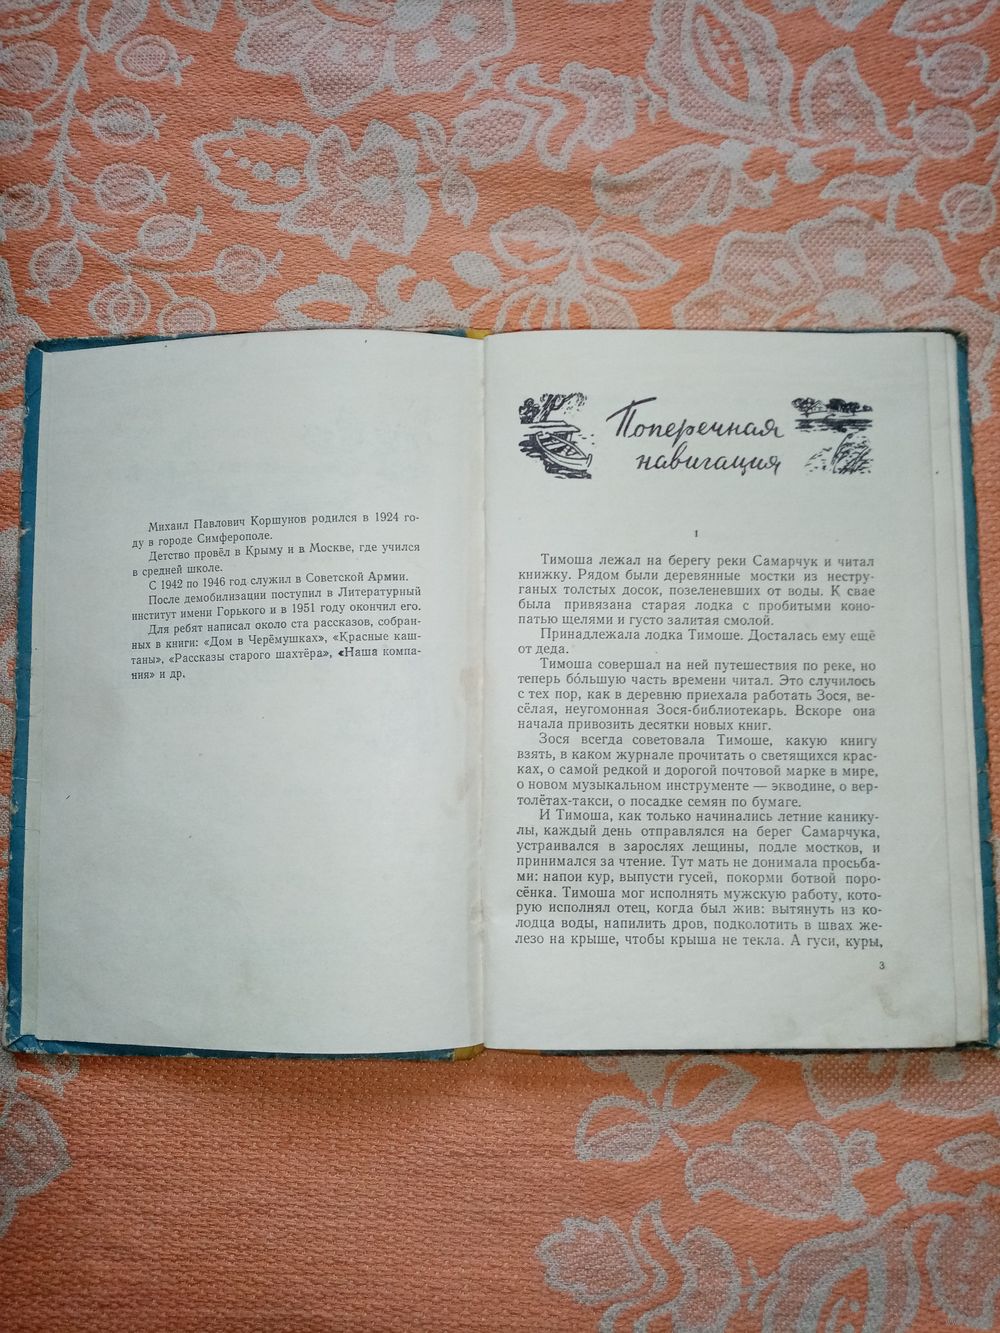 Михаил Павлович Коршунов родился в 1924 го-
ду в городе Симферополе.
Детство провёл в Крыму и в Москве, где учился
в средней школе.
С 1942 по 1946 год служил в Советской Армии.
После демобилизации поступил в Литературный
институт имени Горького и в 1951 году окончил его.
Для ребят написал около ста рассказов, собран-
ных в книги: «Дом в Черёмушках», «Красные каш-
таны», «Рассказы старого шахтёра», «Наша компа-
ния» и др.
Поперечная
навигация
1
Тимоша лежал на берегу реки Самарчук и читал
книжку. Рядом были деревянные мостки из нестру-
ганых толстых досок, позеленевших от воды. К свае
была привязана старая лодка с пробитыми коно-
патью щелями и густо залитая смолой.
Принадлежала лодка Тимоше. Досталась ему ещё
от деда.
Тимоша совершал на ней путешествия по реке, но
теперь бо́льшую часть времени читал. Это случилось
с тех пор, как в деревню приехала работать Зося, ве-
сёлая, неугомонная Зося-библиотекарь. Вскоре она
начала привозить десятки новых книг.
Зося всегда советовала Тимоше, какую книгу
взять, в каком журнале прочитать о светящихся крас-
ках, о самой редкой и дорогой почтовой марке в мире,
о новом музыкальном инструменте — экводине, о вер-
толётах-такси, о посадке семян по бумаге.
И Тимоша, как только начинались летние канику-
лы, каждый день отправлялся на берег Самарчука,
устраивался в зарослях лещины, подле мостков, и
принимался за чтение. Тут мать не донимала просьба-
ми: напои кур, выпусти гусей, покорми ботвой поро-
сёнка. Тимоша мог исполнять мужскую работу, кото-
рую исполнял отец, когда был жив: вытянуть из ко-
лодца воды, напилить дров, подколотить в швах же-
лезо на крыше, чтобы крыша не текла. А гуси, куры,
3